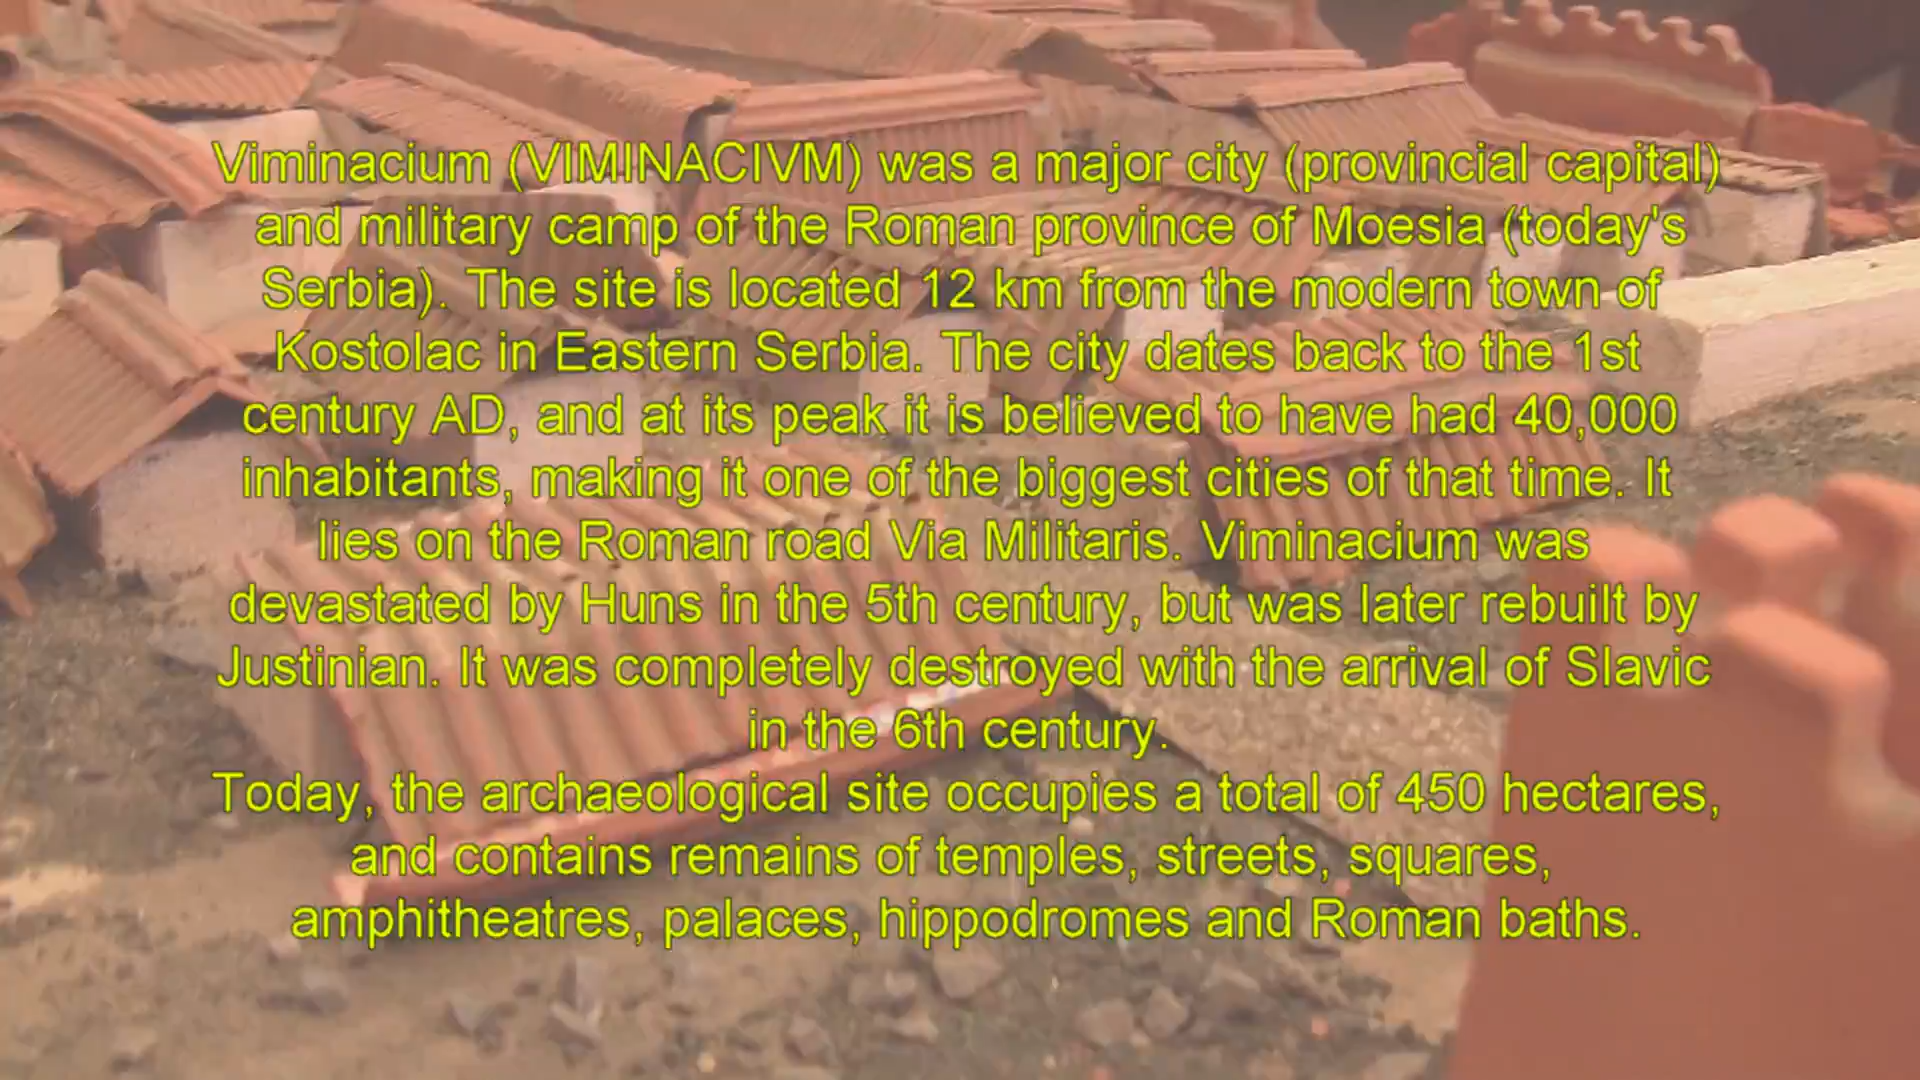 Viminacium (VIMINACIVM) was a major city (provincial capital)
and military camp of the Roman province of Moesia (today's
Serbia). The site is located 12 km from the modern town of
Kostolac in Eastern Serbia. The city dates back to the 1st
century AD, and at its peak it is believed to have had 40,000
inhabitants, making it one of the biggest cities of that time. It
lies on the Roman road Via Militaris. Viminacium was
devastated by Huns in the 5th century, but was later rebuilt by
Justinian. It was completely destroyed with the arrival of Slavic
in the 6th century.
Today, the archaeological site occupies a total of 450 hectares,
and contains remains of temples, streets, squares,
amphitheatres, palaces, hippodromes and Roman baths.